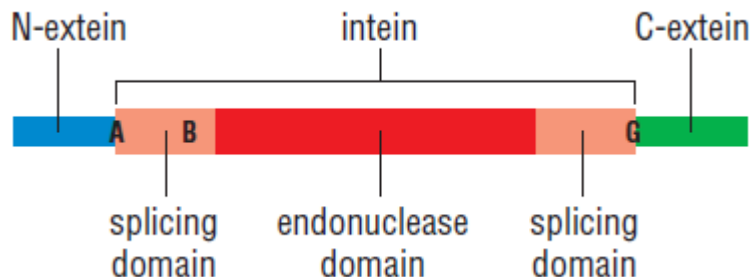 N-extein intein C-extein
A B G
splicing endonuclease splicing
domain domain domain